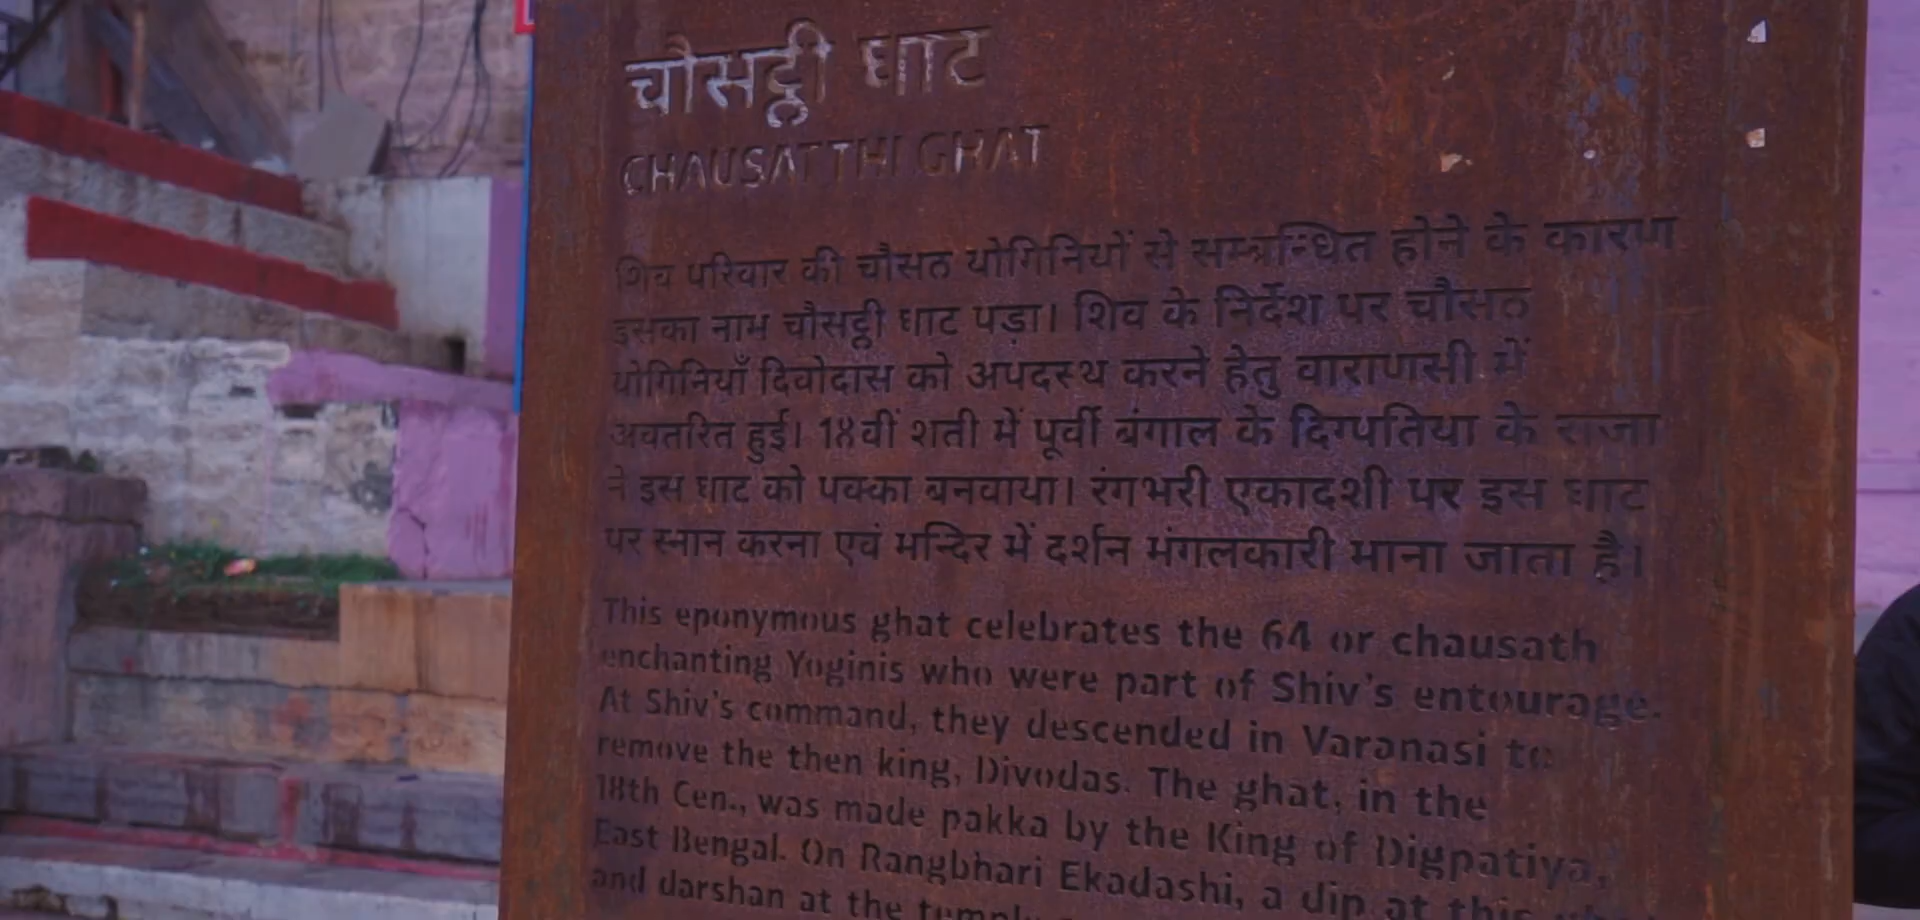 चौसट्ठी घाट
CHAUSATTHI GHAT
शिव परिवार की चौसठ योगिनियों से सम्बन्धित होने के कारण
इसका नाम चौसट्ठी घाट पड़ा। शिव के निर्देश पर चौसठ
योगिनियाँ दिवोदास को अपदस्थ करने हेतु वाराणसी में
अवतरित हुई। 18वीं शती में पूर्वी बंगाल के दिग्पतिया के राजा
ने इस घाट को पक्का बनवाया। रंगभरी एकादशी पर इस घाट
पर स्नान करना एवं मन्दिर में दर्शन मंगलकारी माना जाता है।
This eponymous ghat celebrates the 64 or chausath
enchanting Yoginis who were part of Shiv's entourage.
At Shiv's command, they descended in Varanasi to
remove the then king, Divodas. The ghat, in the
18th Cen., was made pakka by the King of Digpatiya,
East Bengal. On Rangbhari Ekadashi, a dip at this
and darshan at the